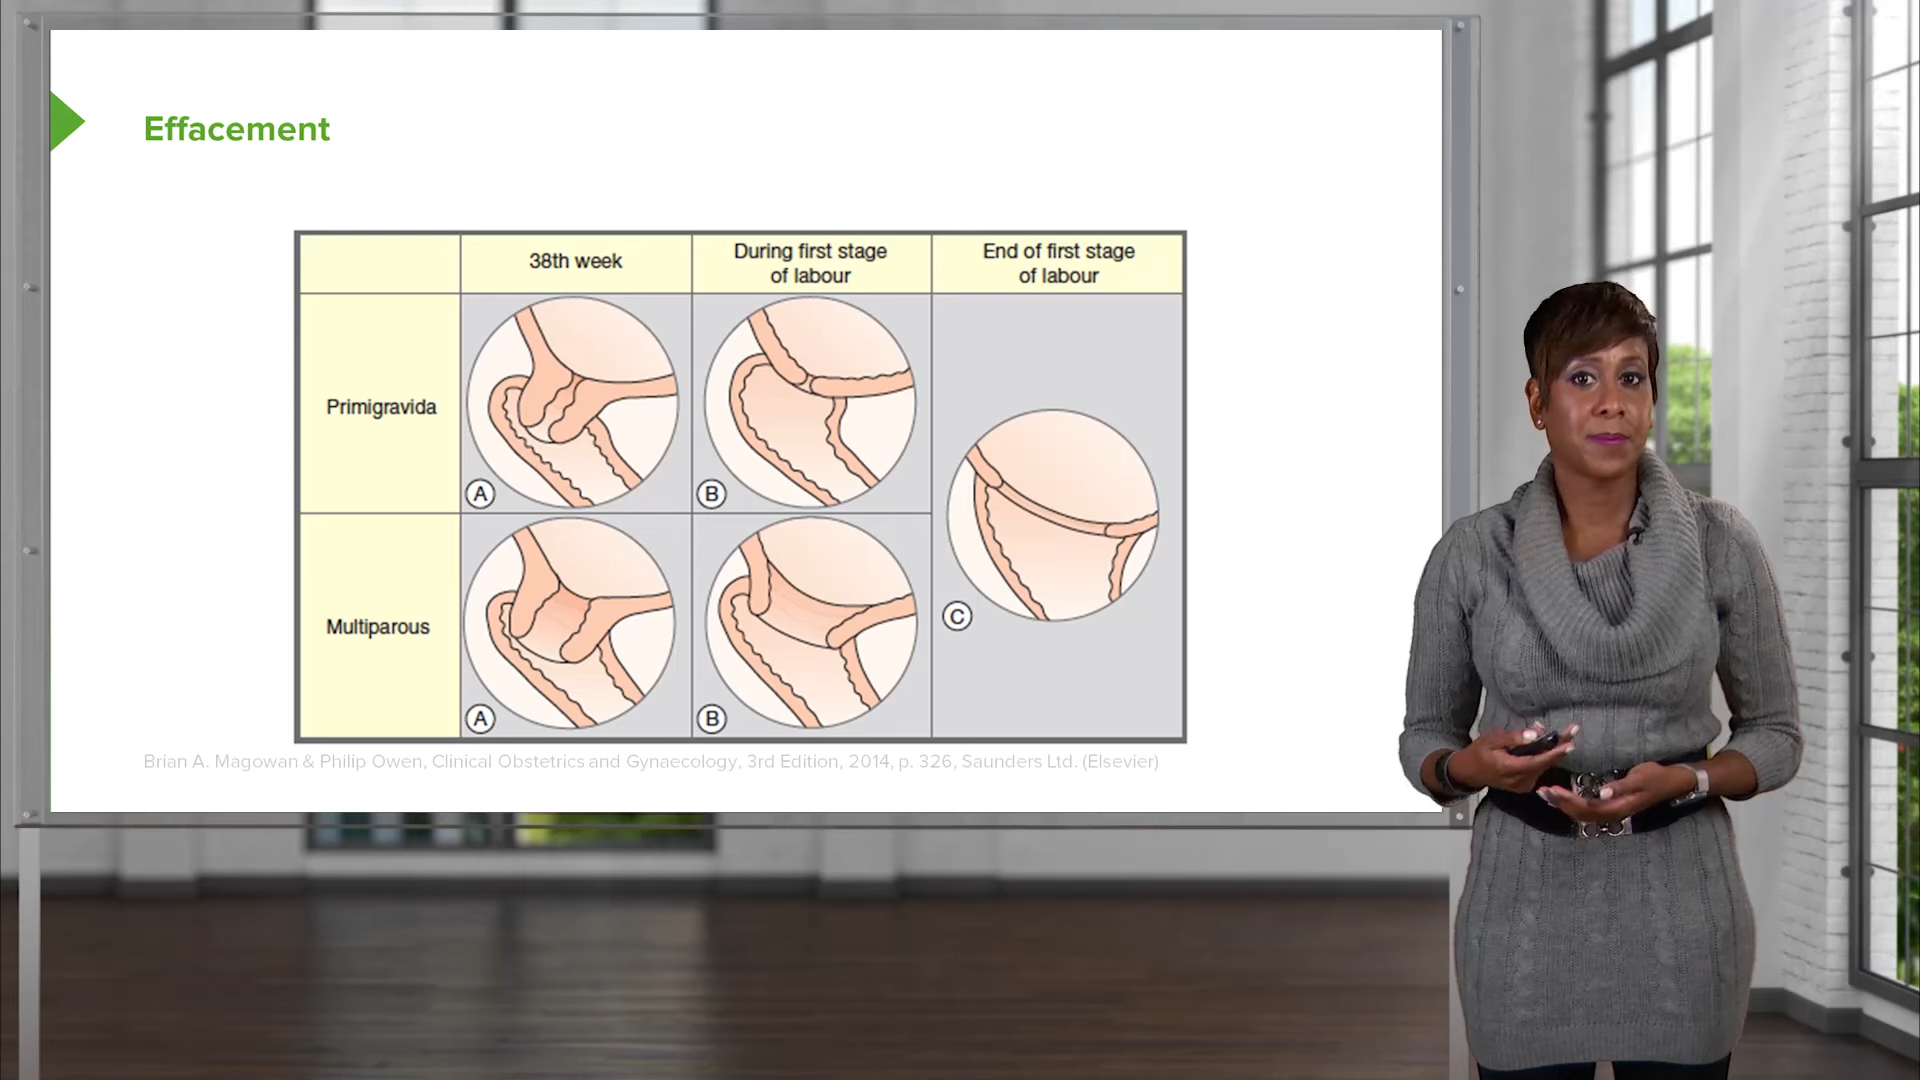 Effacement
38th week
During first stage
of labour
End of first stage
of labour
Primigravida
A
B
Multiparous
A
B
C
Brian A. Magowan & Philip Owen, Clinical Obstetrics and Gynaecology, 3rd Edition, 2014, p. 326, Saunders Ltd. (Elsevier)